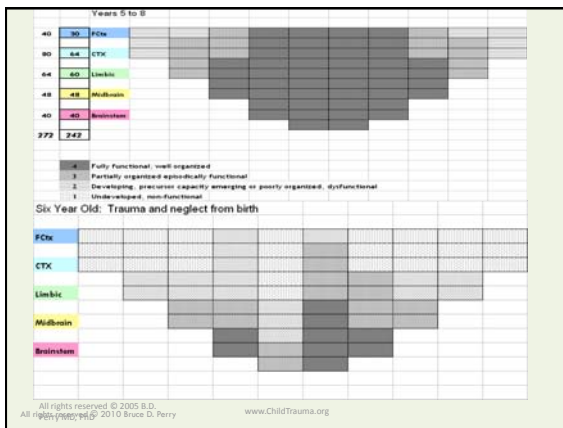 Years 5 to 8
40 30 FCtx
80 64 CTX
64 60 Limbic
48 48 Midbrain
40 40 Brainstem
272 242
4 Fully functional, well organized
3 Partially organized episodically functional
2 Developing, precursor capacity emerging or poorly organized, dysfunctional
1 Undeveloped, non-functional
Six Year Old: Trauma and neglect from birth
FCtx
CTX
Limbic
Midbrain
Brainstem
All rights reserved © 2005 B.D. Perry MD, PhD
All rights reserved © 2010 Bruce D. Perry
www.ChildTrauma.org